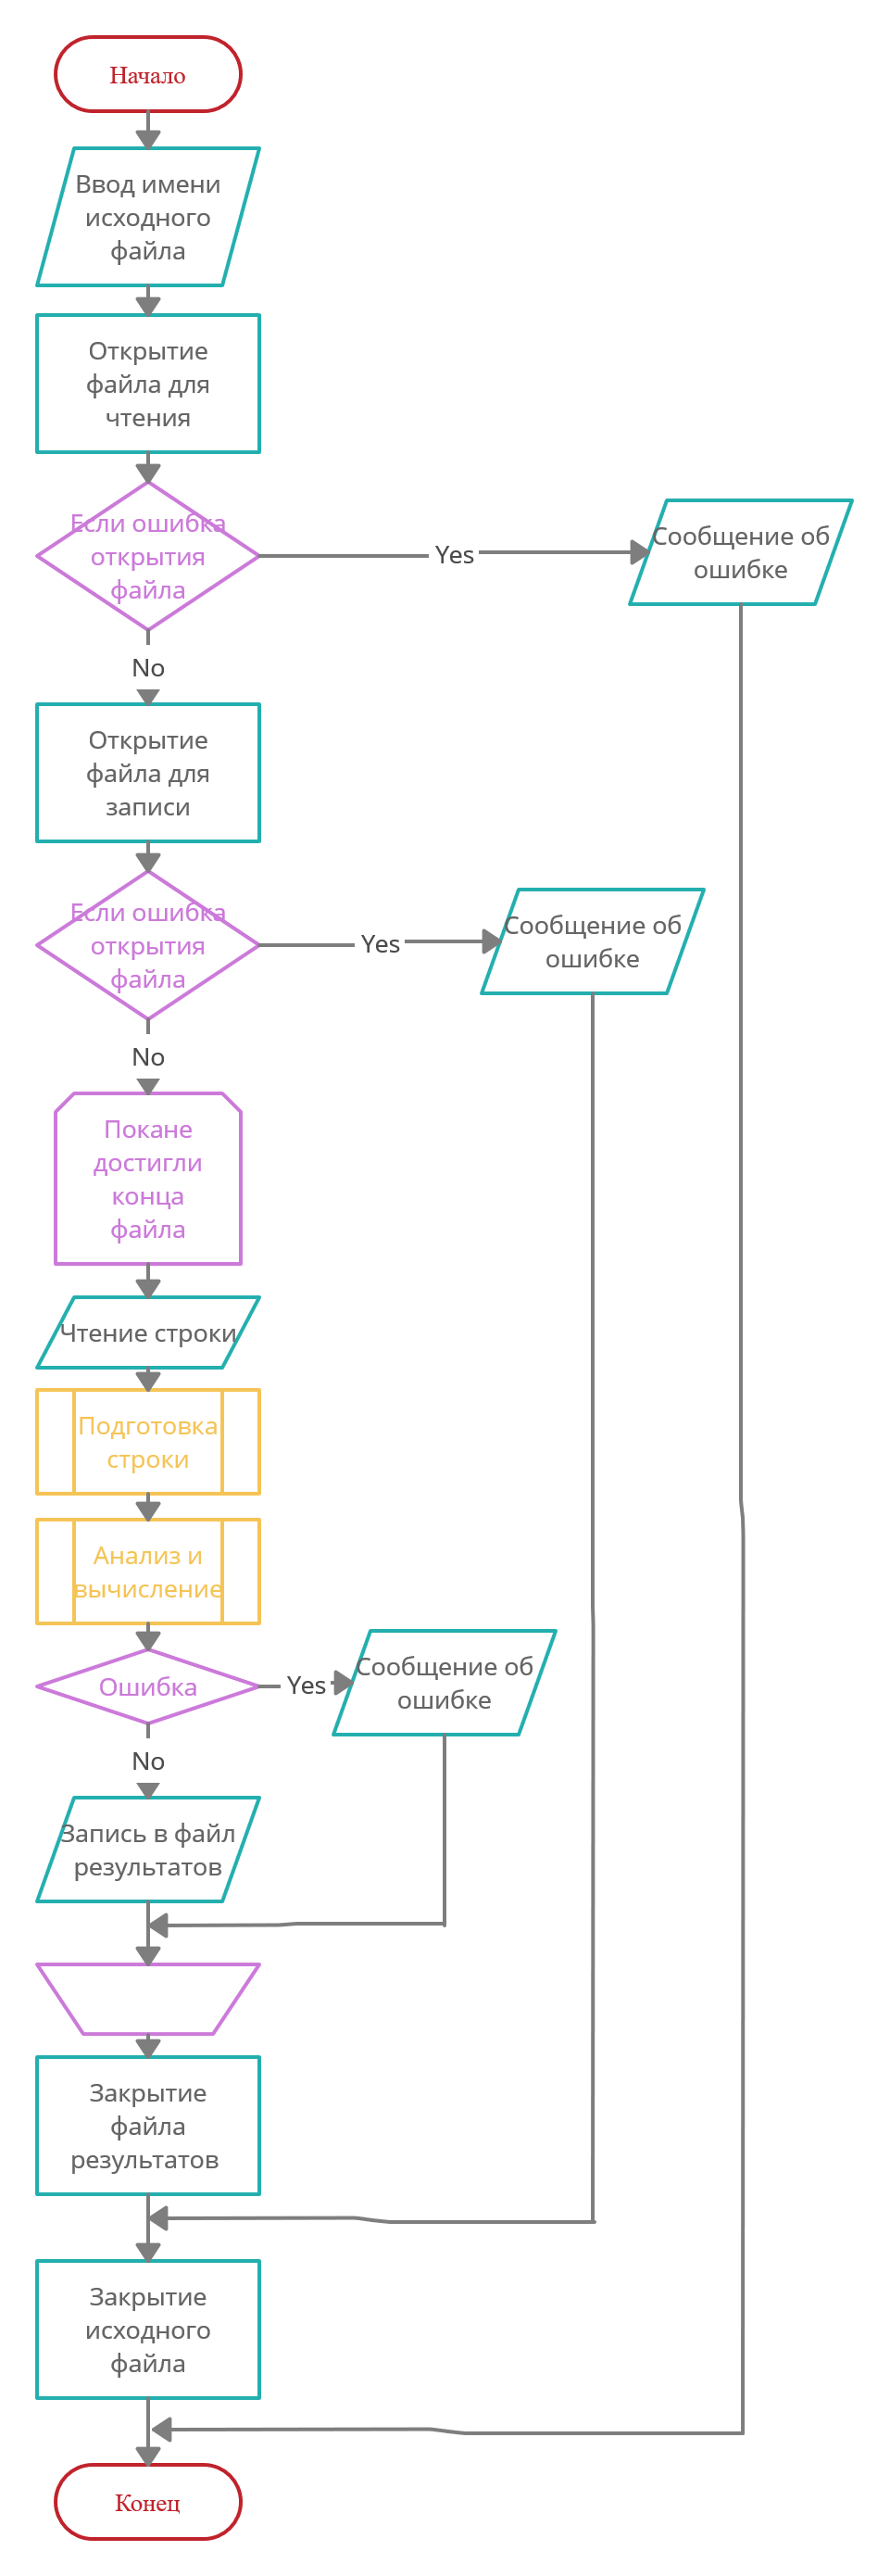 Начало
Ввод имени
исходного
файла
Открытие
файла для
чтения
Если ошибка
открытия
файла
Yes
Сообщение об
ошибке
No
Открытие
файла для
записи
Если ошибка
открытия
файла
Yes
Сообщение об
ошибке
No
Покане
достигли
конца
файла
Чтение строки
Подготовка
строки
Анализ и
вычисление
Ошибка
Yes
Сообщение об
ошибке
No
Запись в файл
результатов
Закрытие
файла
результатов
Закрытие
исходного
файла
Конец